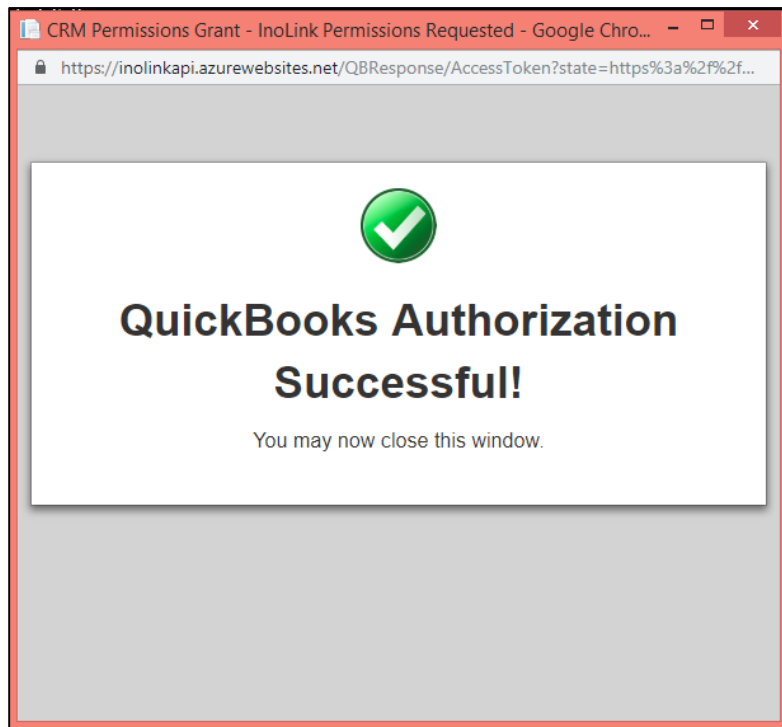 CRM Permissions Grant - InoLink Permissions Requested - Google Chro...
https://inolinkapi.azurewebsites.net/QBResponse/AccessToken?state=https%3a%2f%2f...
QuickBooks Authorization
Successful!
You may now close this window.